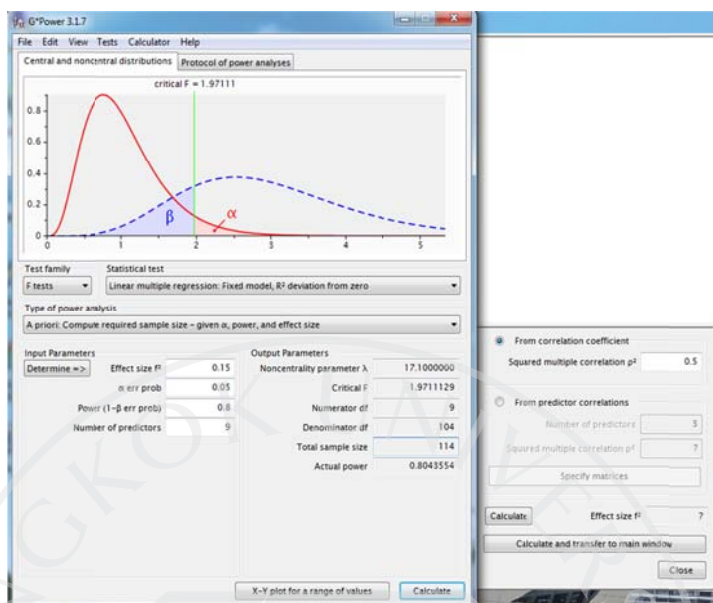 G*Power 3.1.7
File Edit View Tests Calculator Help
Central and noncentral distributions Protocol of power analyses
critical F = 1.97111
0.8
0.6
0.4
0.2
0
β
α
0 1 2 3 4 5
Test family Statistical test
F tests Linear multiple regression: Fixed model, R² deviation from zero
Type of power analysis
A priori: Compute required sample size – given α, power, and effect size
Input Parameters Output Parameters
Determine => Effect size f² 0.15 Noncentrality parameter λ 17.1000000
α err prob 0.05 Critical F 1.9711129
Power (1-β err prob) 0.8 Numerator df 9
Number of predictors 9 Denominator df 104
Total sample size 114
Actual power 0.8043554
X-Y plot for a range of values Calculate
From correlation coefficient
Squared multiple correlation ρ² 0.5
From predictor correlations
Number of predictors 3
Squared multiple correlation ρ² ?
Specify matrices
Calculate Effect size f² ?
Calculate and transfer to main window
Close